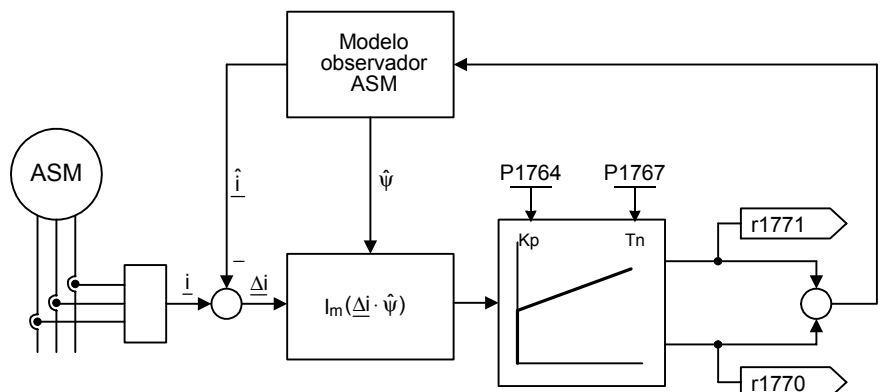 Modelo
observador
ASM
ASM
î
ψ̂
P1764
P1767
Kp
Tn
r1771
i
–
Δi
Im(Δi · ψ̂)
r1770